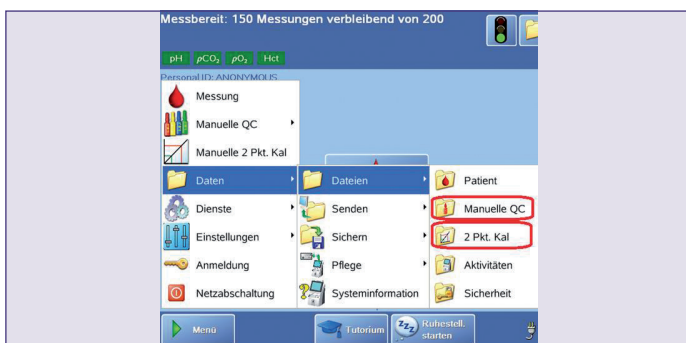 Messbereit: 150 Messungen verbleibend von 200
pH pCO₂ pO₂ Hct
Personal ID: ANONYMOUS
Messung
Manuelle QC
Manuelle 2 Pkt. Kal
Daten
Dienste
Einstellungen
Anmeldung
Netzabschaltung
Dateien
Senden
Sichern
Pflege
Systeminformation
Patient
Manuelle QC
2 Pkt. Kal
Aktivitäten
Sicherheit
Menü
Tutorium
Ruhestell.
starten